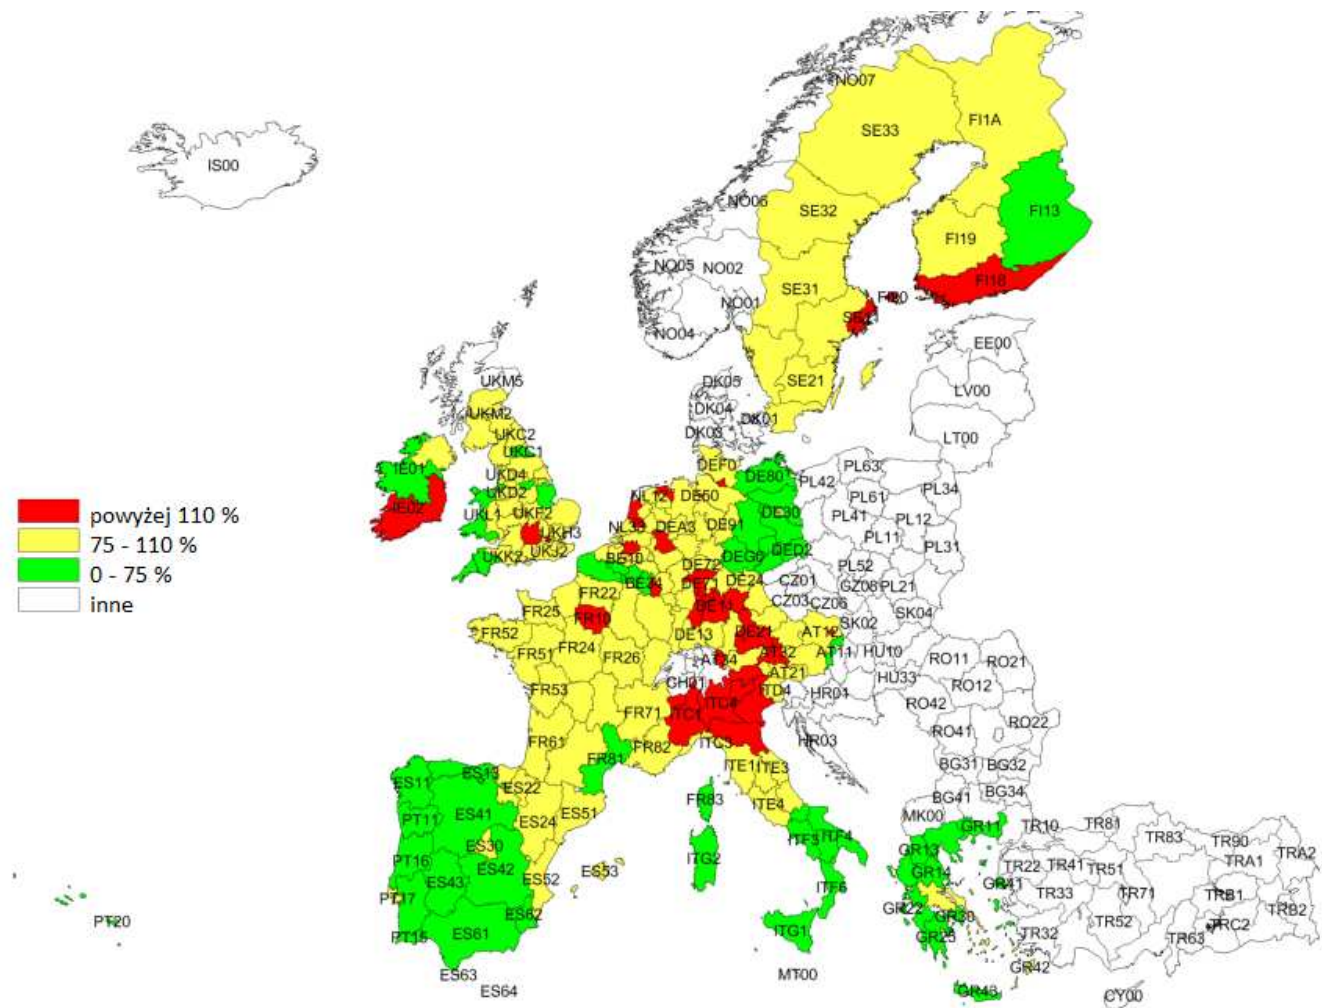 NO07
SE33
FI1A
IS00
NO06
SE32
FI13
FI19
NO05
NO02
FI18
SE31
NO01
NO04
EE00
UKM5
DK05
SE21
LV00
DK04
DK01
UKM2
DK03
LT00
UKC2
UKC1
IE01
DEF0
PL63
UKD4
DE80
PL42
PL34
UKD2
NL12
DE50
PL61
IE02
UKL1
UKF2
DE30
PL41
PL12
powyżej 110 %
NL33
DEA3
DE91
UKH3
PL11
75 - 110 %
UKK2
UKJ2
BE10
DEG0
DED2
PL31
0 - 75 %
DE72
PL52
BE34
DE71
DE24
CZ01
PL21
inne
FR22
CZ03
CZ06
FR25
FR10
DE11
SK04
SK02
FR52
DE13
DE21
AT12
FR51
FR24
FR26
AT34
AT32
AT11
HU10
RO11
RO21
AT21
CH01
HU33
FR53
ITD4
HR01
RO12
ITC1
ITC4
RO42
FR71
RO22
FR61
FR82
ITC3
HR03
RO41
FR81
ITE1
ITE3
BG31
BG32
ES11
ES13
ES22
FR83
ITE4
BG41
BG34
PT11
ES41
ES24
ES51
MK00
GR11
TR10
TR81
TR83
TR90
ES30
ITF3
ITF4
GR13
TRA2
PT16
ES42
ITG2
GR14
TR22
TR41
TR51
TRA1
ES43
ES52
ES53
GR41
TR33
TR71
TRB1
PT17
ITF6
GR22
GR30
TRB2
PT20
ES62
PT15
ES61
ITG1
GR25
TR32
TR52
TRC2
TR63
ES63
MT00
GR42
ES64
GR43
CY00